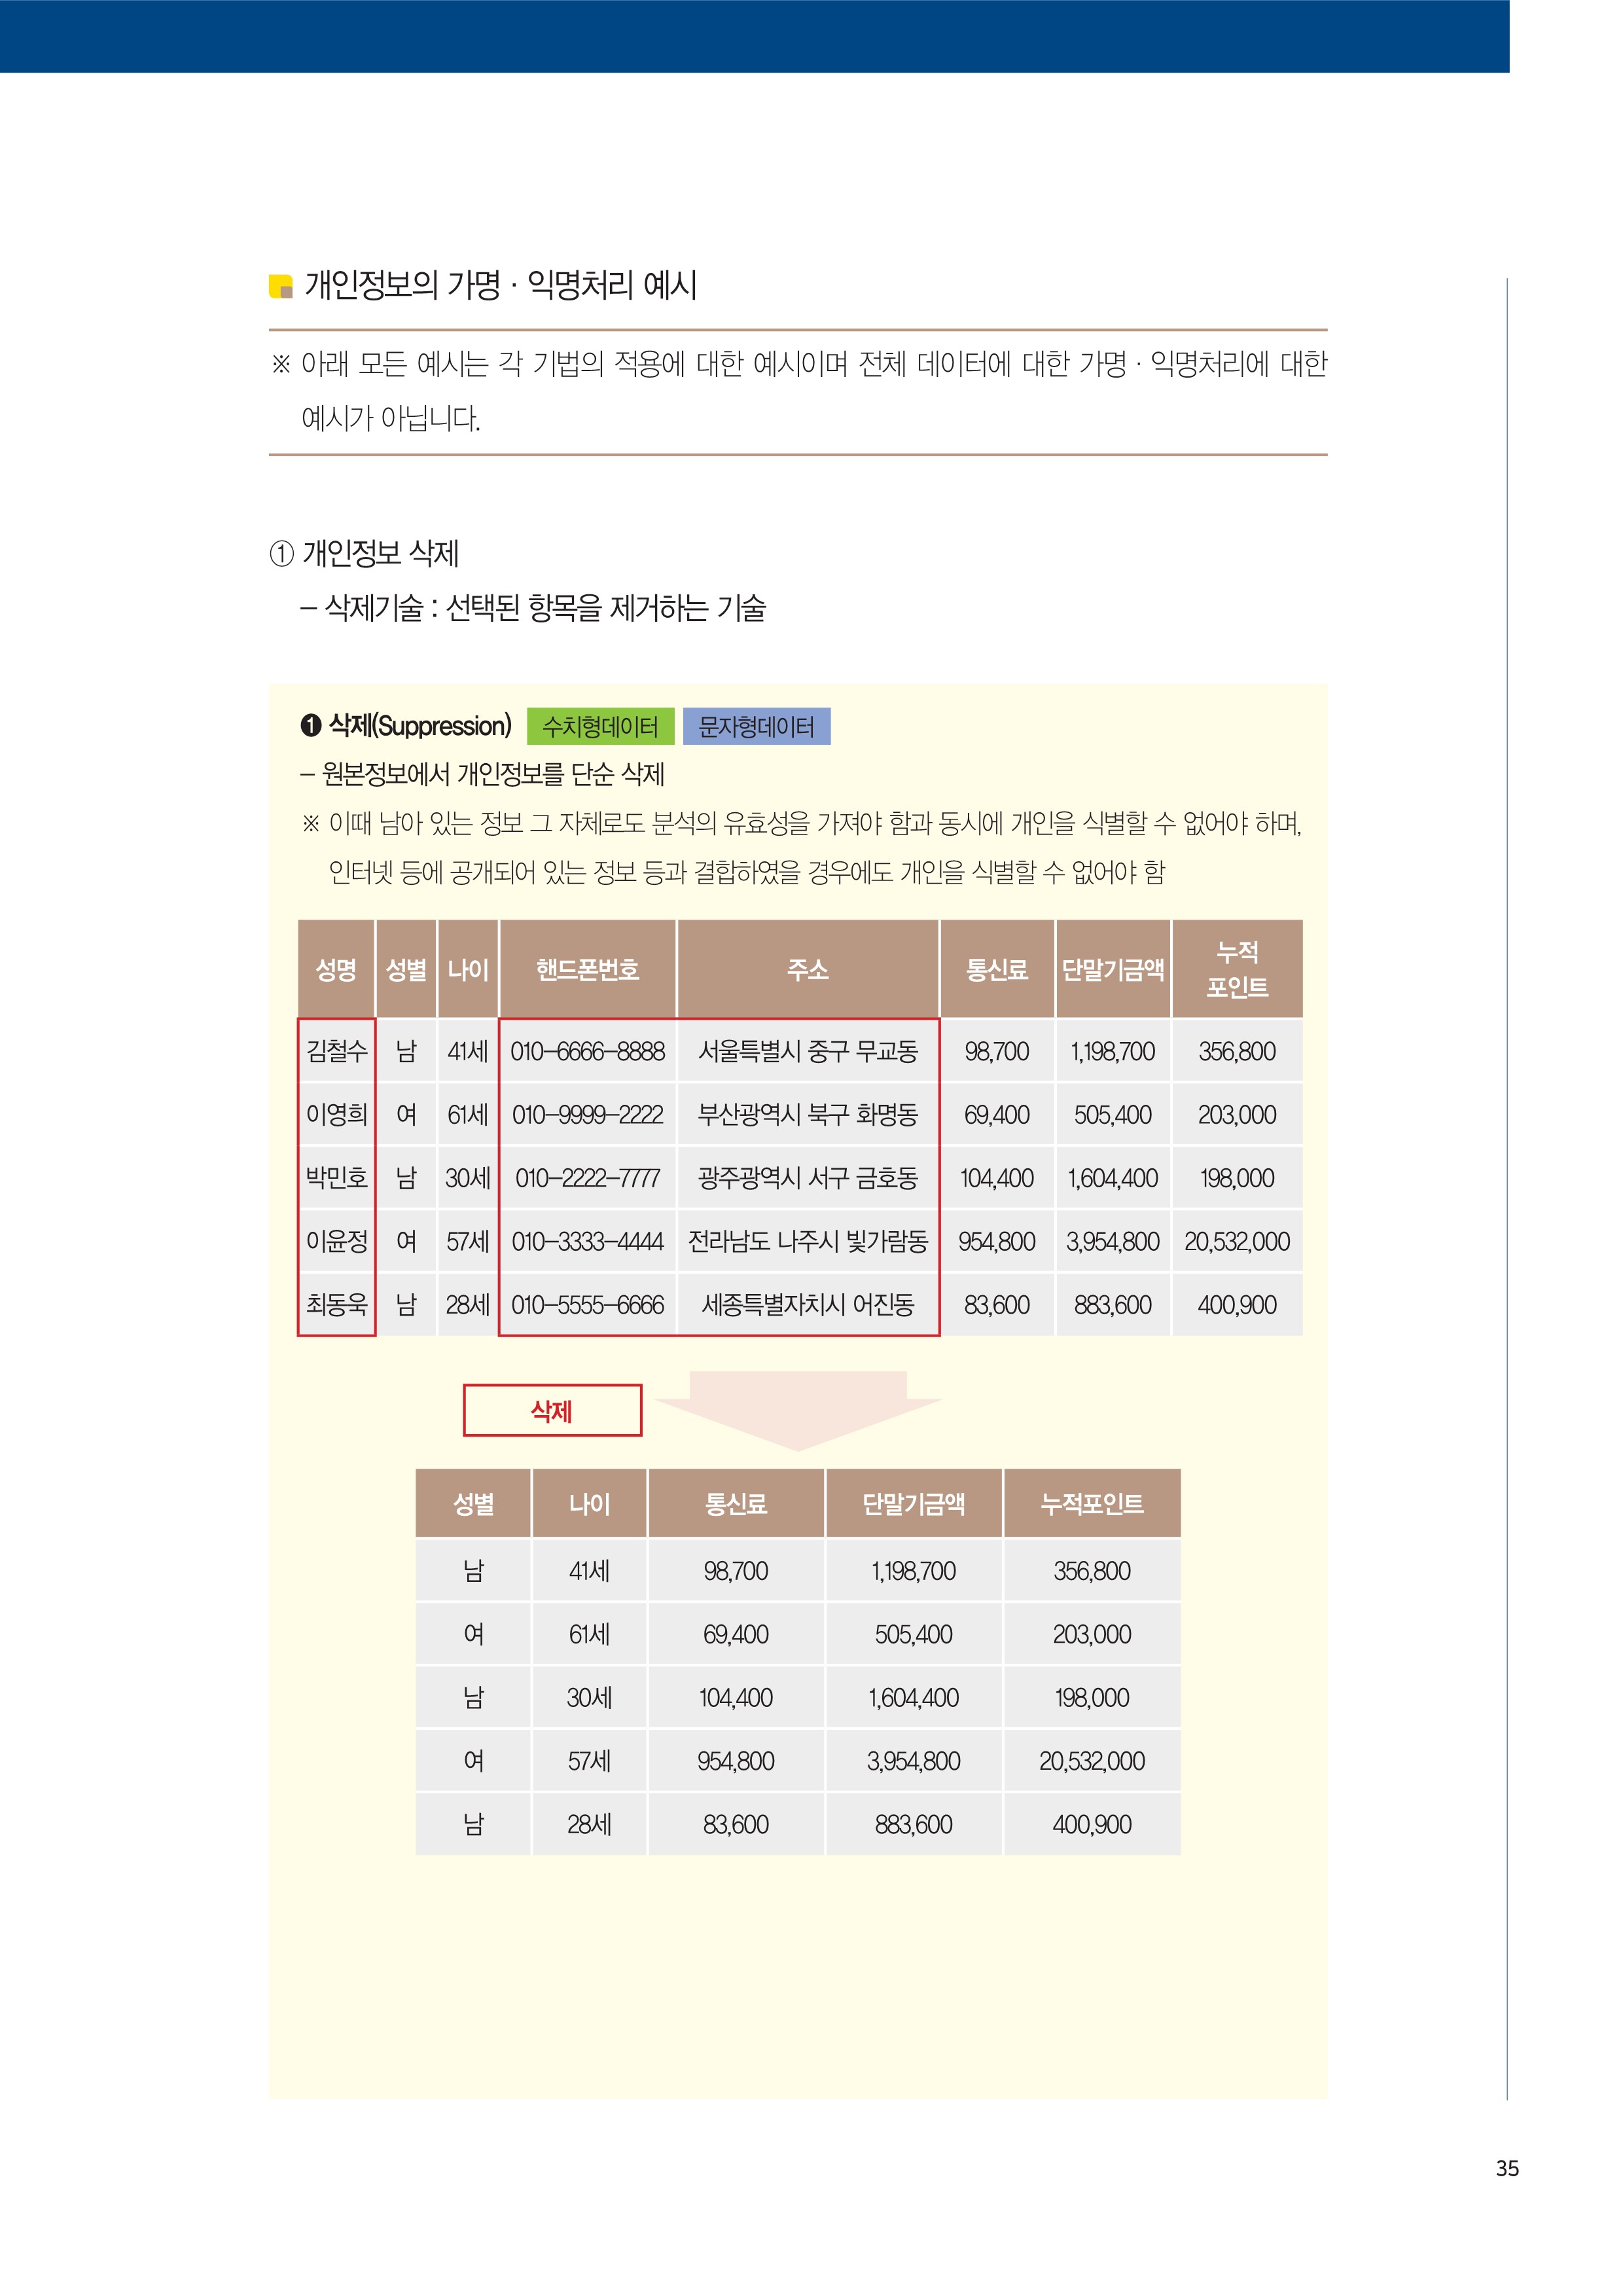 개인정보의 가명 · 익명처리 예시
※ 아래 모든 예시는 각 기법의 적용에 대한 예시이며 전체 데이터에 대한 가명 · 익명처리에 대한
예시가 아닙니다.
① 개인정보 삭제
– 삭제기술 : 선택된 항목을 제거하는 기술
❶ 삭제(Suppression) 수치형데이터 문자형데이터
– 원본정보에서 개인정보를 단순 삭제
※ 이때 남아 있는 정보 그 자체로도 분석의 유효성을 가져야 함과 동시에 개인을 식별할 수 없어야 하며,
인터넷 등에 공개되어 있는 정보 등과 결합하였을 경우에도 개인을 식별할 수 없어야 함
성명 성별 나이 핸드폰번호 주소 통신료 단말기금액 누적
포인트
김철수 남 41세 010–6666–8888 서울특별시 중구 무교동 98,700 1,198,700 356,800
이영희 여 61세 010–9999–2222 부산광역시 북구 화명동 69,400 505,400 203,000
박민호 남 30세 010–2222–7777 광주광역시 서구 금호동 104,400 1,604,400 198,000
이윤정 여 57세 010–3333–4444 전라남도 나주시 빛가람동 954,800 3,954,800 20,532,000
최동욱 남 28세 010–5555–6666 세종특별자치시 어진동 83,600 883,600 400,900
삭제
성별 나이 통신료 단말기금액 누적포인트
남 41세 98,700 1,198,700 356,800
여 61세 69,400 505,400 203,000
남 30세 104,400 1,604,400 198,000
여 57세 954,800 3,954,800 20,532,000
남 28세 83,600 883,600 400,900
35